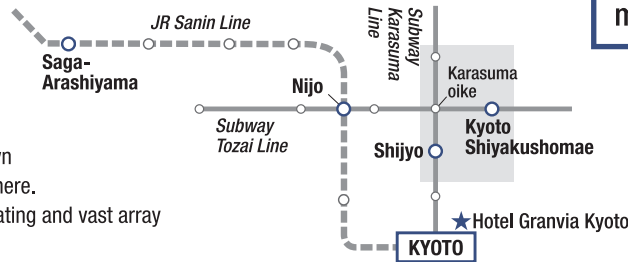 m
JR Sanin Line
Subway
Karasuma
Line
Saga-
Arashiyama
Nijo
Karasuma
oike
Subway
Tozai Line
Kyoto
Shiyakushomae
Shijyo
wn
here.
ating and vast array
★Hotel Granvia Kyoto
KYOTO